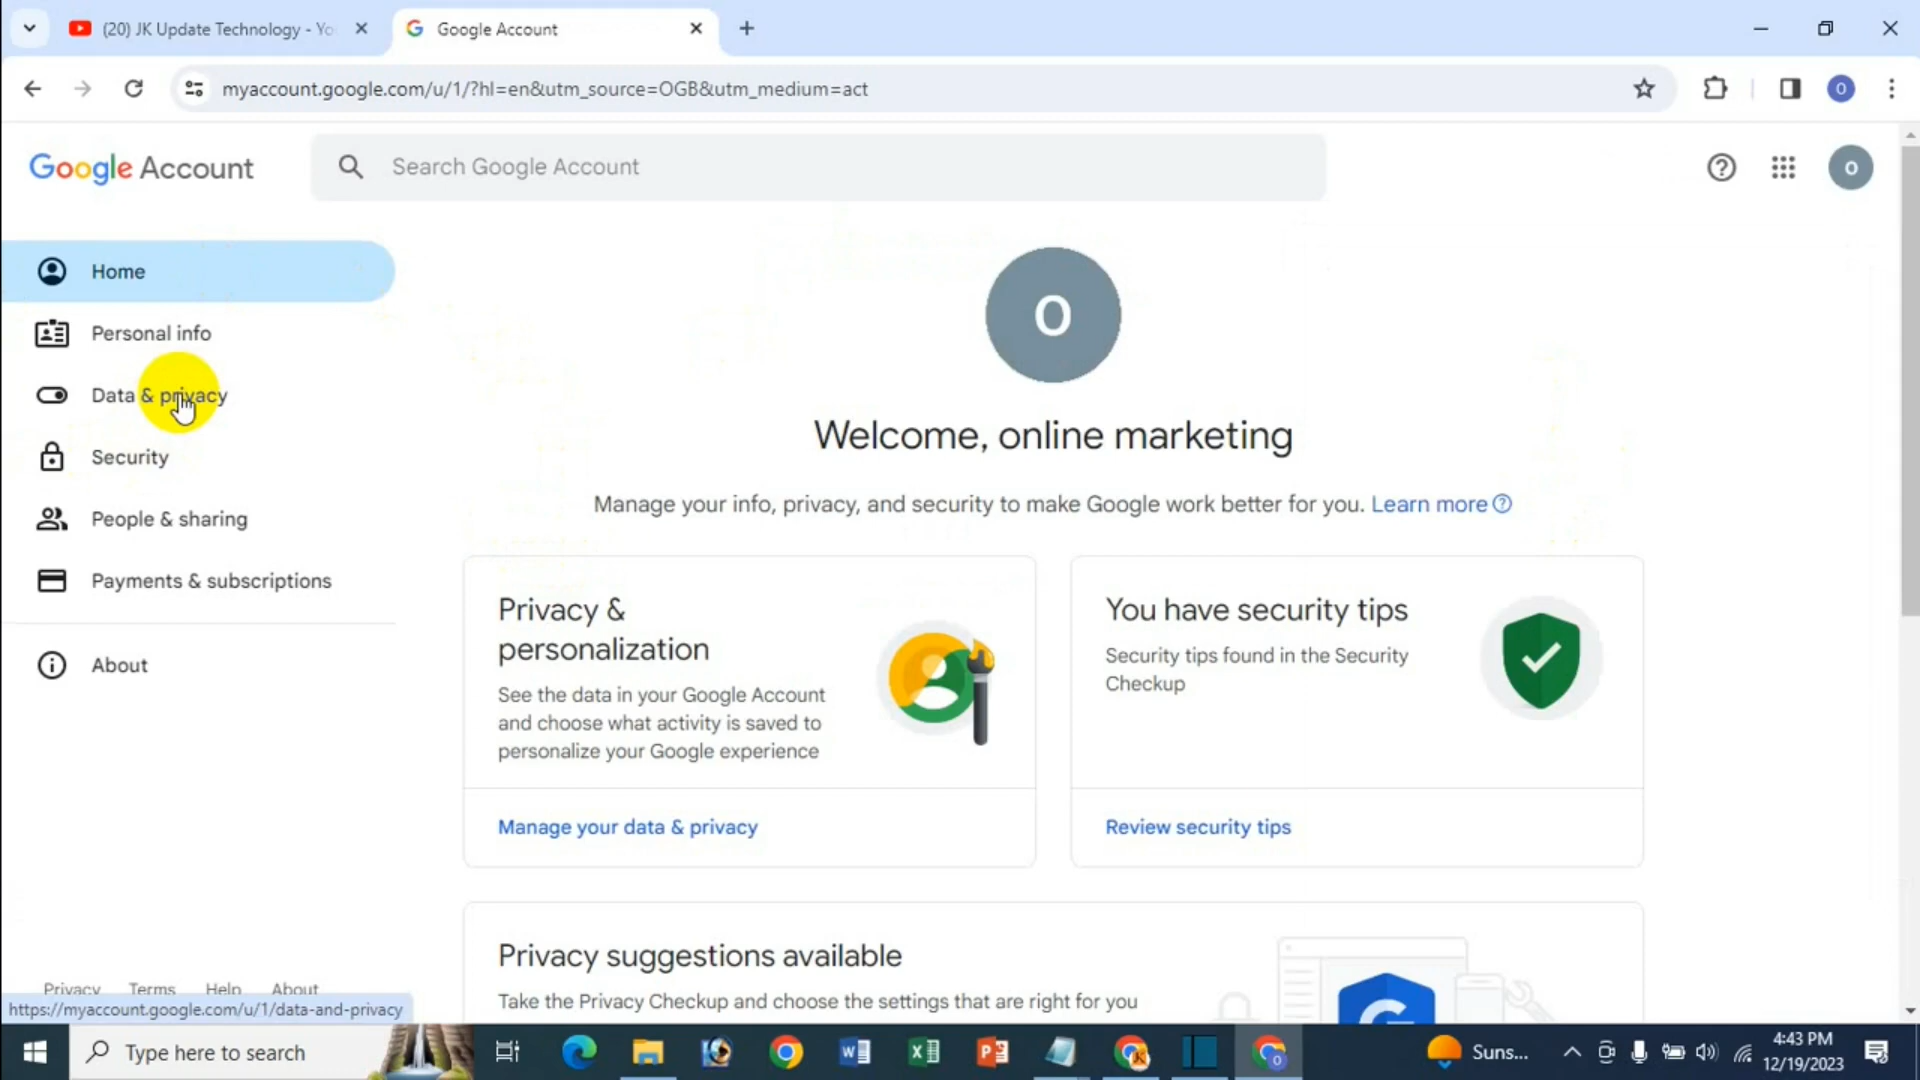 (20) JK Update Technology - Yo
Google Account
myaccount.google.com/u/1/?hl=en&utm_source=OGB&utm_medium=act
O
Google Account
Search Google Account
O
Home
Personal info
Data & privacy
Security
People & sharing
Payments & subscriptions
About
O
Welcome, online marketing
Manage your info, privacy, and security to make Google work better for you. Learn more
Privacy &
personalization
See the data in your Google Account
and choose what activity is saved to
personalize your Google experience
Manage your data & privacy
You have security tips
Security tips found in the Security
Checkup
Review security tips
Privacy suggestions available
Take the Privacy Checkup and choose the settings that are right for you
Privacy Terms Help About
https://myaccount.google.com/u/1/data-and-privacy
Type here to search
Suns...
4:43 PM
12/19/2023